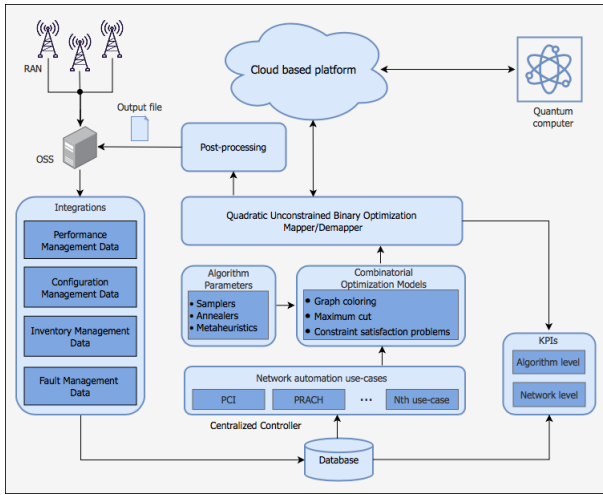 RAN
Output file
OSS
Cloud based platform
Quantum
computer
Post-processing
Integrations
Performance
Management Data
Configuration
Management Data
Inventory Management
Data
Fault Management
Data
Quadratic Unconstrained Binary Optimization
Mapper/Demapper
Algorithm
Parameters
• Samplers
• Annealers
• Metaheuristics
Combinatorial
Optimization Models
• Graph coloring
• Maximum cut
• Constraint satisfaction problems
KPIs
Algorithm level
Network level
Network automation use-cases
PCI
PRACH
...
Nth use-case
Centralized Controller
Database